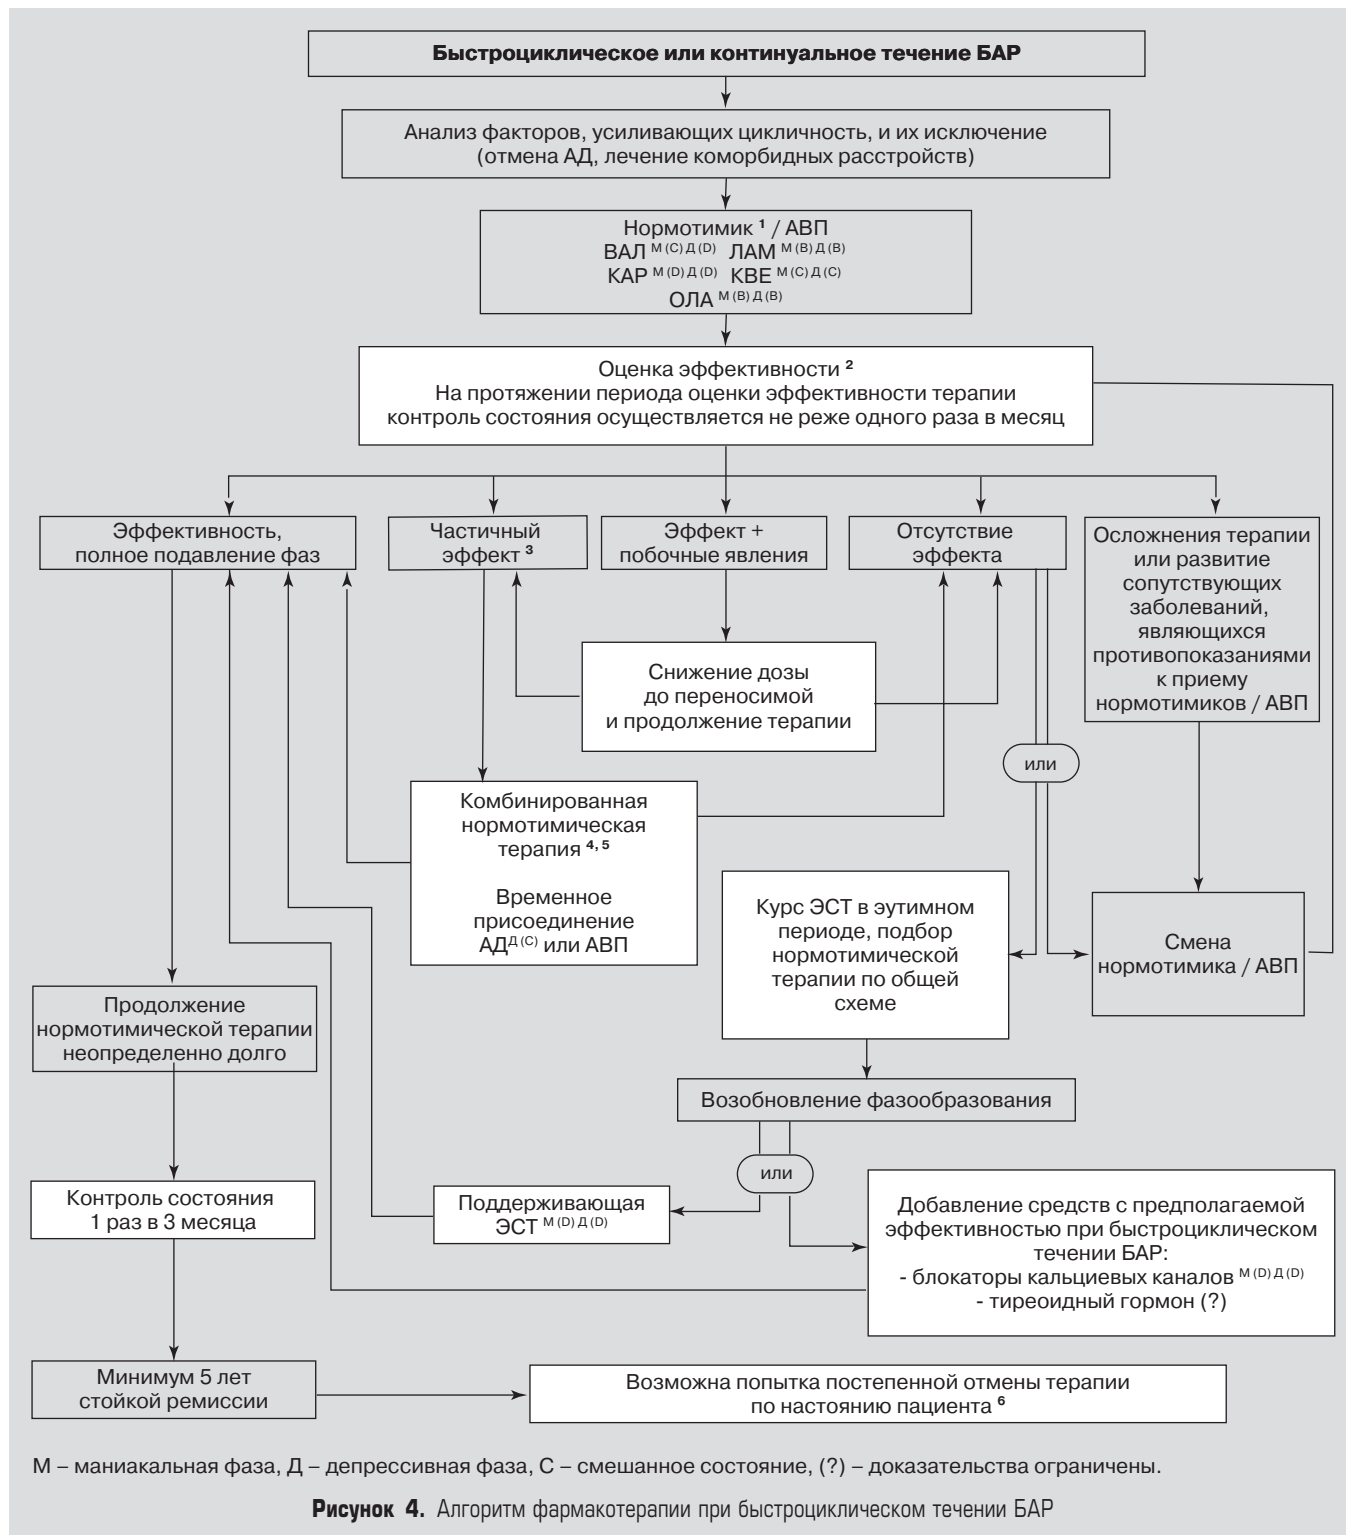 Быстроциклическое или континуальное течение БАР
Анализ факторов, усиливающих цикличность, и их исключение
(отмена АД, лечение коморбидных расстройств)
Нормотимик ¹ / АВП
ВАЛ М (С) Д (D) ЛАМ М (В) Д (В)
КАР М (D) Д (D) КВЕ М (С) Д (С)
ОЛА М (В) Д (В)
Оценка эффективности ²
На протяжении периода оценки эффективности терапии
контроль состояния осуществляется не реже одного раза в месяц
Эффективность,
полное подавление фаз
Частичный
эффект ³
Эффект +
побочные явления
Отсутствие
эффекта
Осложнения терапии
или развитие
сопутствующих
заболеваний,
являющихся
противопоказаниями
к приему
нормотимиков / АВП
Снижение дозы
до переносимой
и продолжение терапии
или
Комбинированная
нормотимическая
терапия ⁴, ⁵
Временное
присоединение
АД Д (С) или АВП
Курс ЭСТ в эутимном
периоде, подбор
нормотимической
терапии по общей
схеме
Смена
нормотимика / АВП
Продолжение
нормотимической терапии
неопределенно долго
Возобновление фазообразования
или
Контроль состояния
1 раз в 3 месяца
Поддерживающая
ЭСТ М (D) Д (D)
Добавление средств с предполагаемой
эффективностью при быстроциклическом
течении БАР:
- блокаторы кальциевых каналов М (D) Д (D)
- тиреоидный гормон (?)
Минимум 5 лет
стойкой ремиссии
Возможна попытка постепенной отмены терапии
по настоянию пациента ⁶
М – маниакальная фаза, Д – депрессивная фаза, С – смешанное состояние, (?) – доказательства ограничены.
Рисунок 4. Алгоритм фармакотерапии при быстроциклическом течении БАР